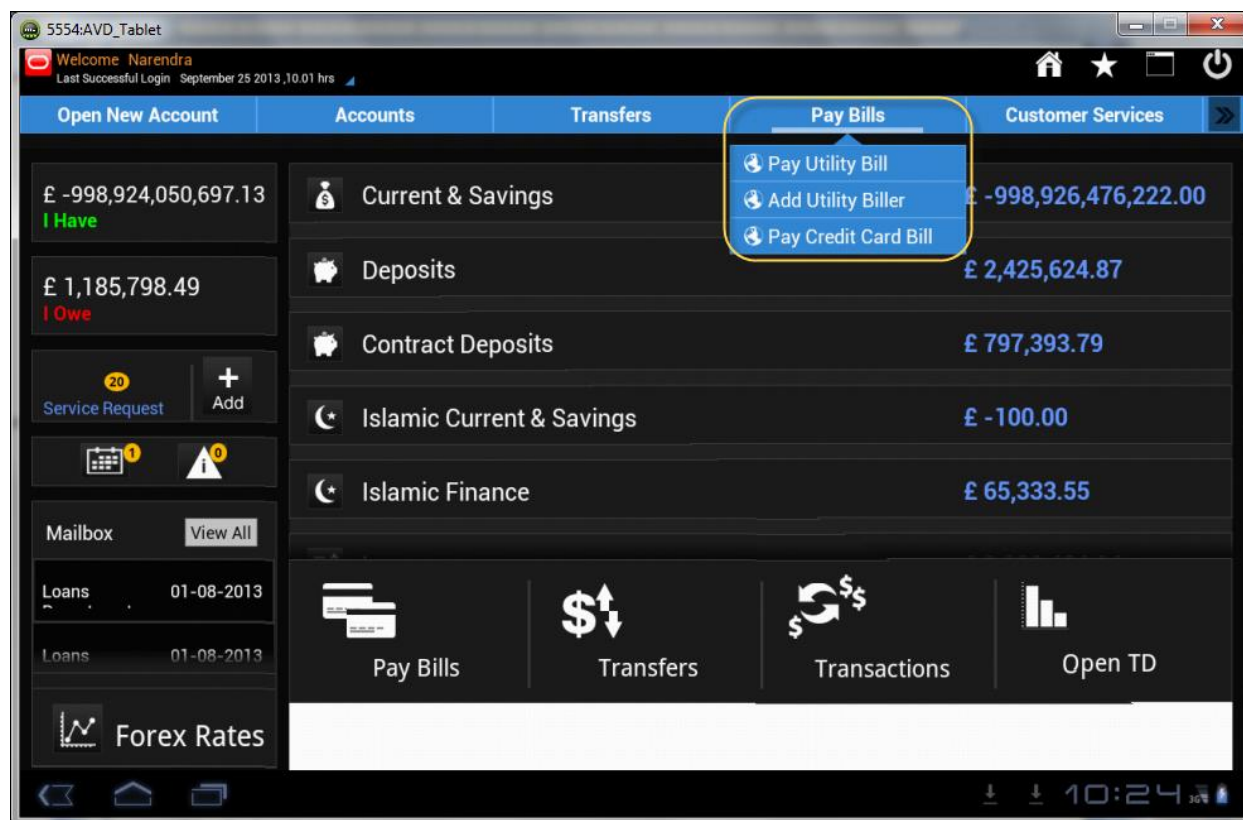 5554:AVD_Tablet
Welcome Narendra
Last Successful Login September 25 2013 ,10.01 hrs
Open New Account
Accounts
Transfers
Pay Bills
Customer Services
Pay Utility Bill
Add Utility Biller
Pay Credit Card Bill
£ -998,924,050,697.13
I Have
£ 1,185,798.49
I Owe
20
Service Request
+
Add
1
0
Mailbox
View All
Loans 01-08-2013
Loans 01-08-2013
Forex Rates
Current & Savings £ -998,926,476,222.00
Deposits £ 2,425,624.87
Contract Deposits £ 797,393.79
Islamic Current & Savings £ -100.00
Islamic Finance £ 65,333.55
Pay Bills
Transfers
Transactions
Open TD
10:24
3G